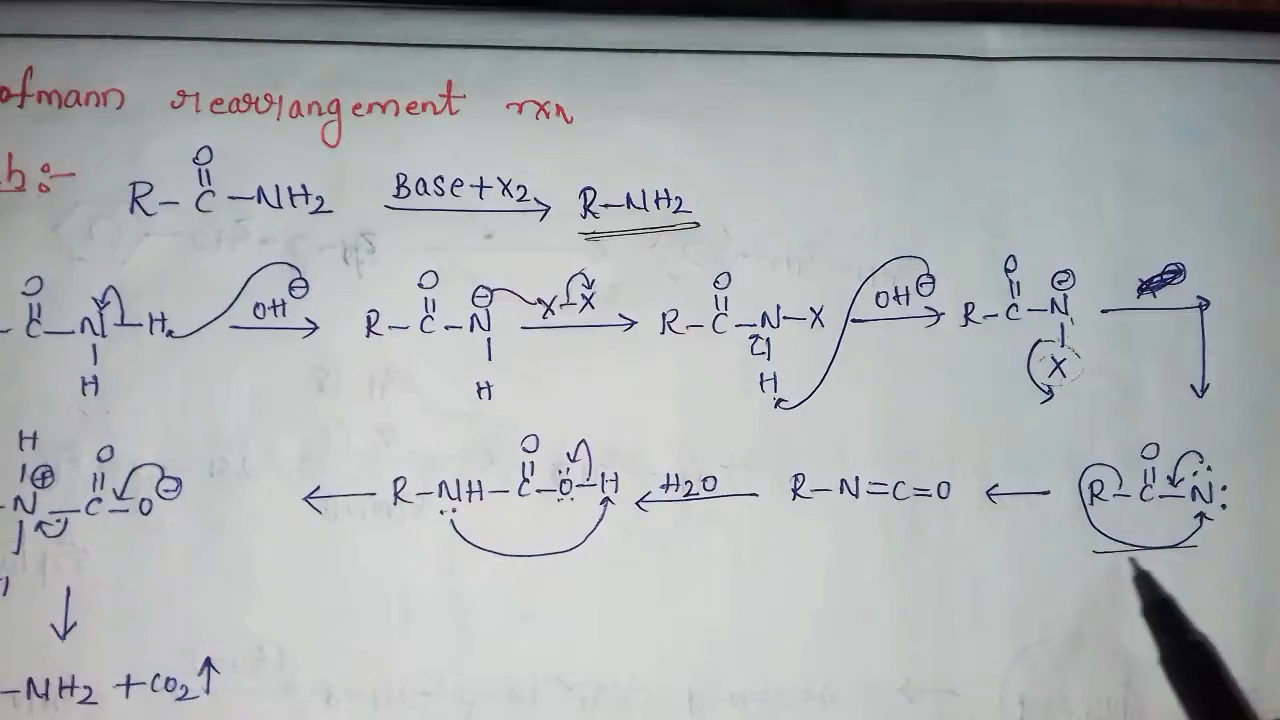 ofmann rearrangement rxn
b:-
O
R-C-NH2 Base+X2 R-NH2
O O O O
-C-N-H OH⊖ R-C-N⊖ X-X R-C-N-X OH⊖ R-C-N⊖
H H H X
H O O O
N⊕-C-O⊖ R-NH-C-Ö-H H2O R-N=C=O R-C-N:
-NH2 + CO2↑